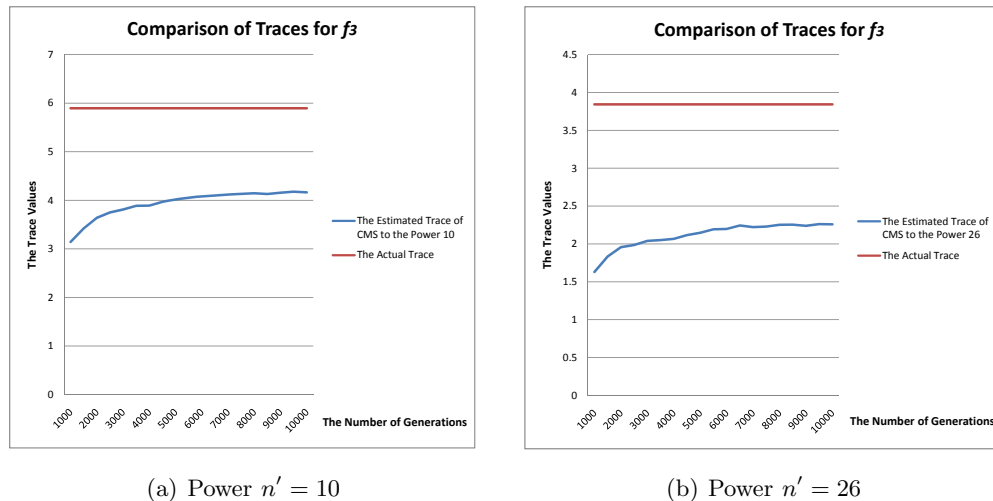 Comparison of Traces for f3
7
6
5
4
3
2
1
0
The Trace Values
1000
2000
3000
4000
5000
6000
7000
8000
9000
10000
The Number of Generations
The Estimated Trace of
CMS to the Power 10
The Actual Trace
(a) Power n′ = 10
Comparison of Traces for f3
4.5
4
3.5
3
2.5
2
1.5
1
0.5
0
The Trace Values
1000
2000
3000
4000
5000
6000
7000
8000
9000
10000
The Number of Generations
The Estimated Trace of
CMS to the Power 26
The Actual Trace
(b) Power n′ = 26